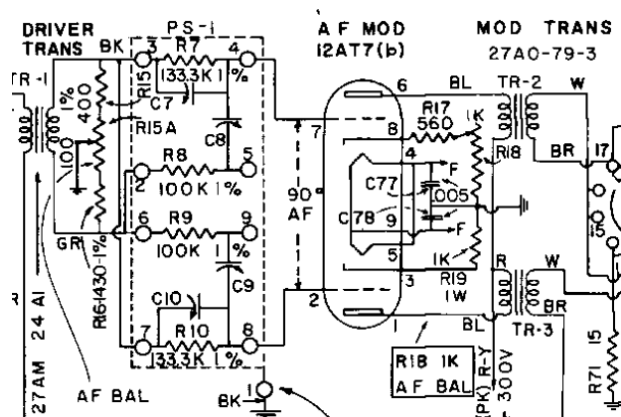 DRIVER
TRANS
PS-1
A F MOD
12AT7(b)
MOD TRANS
27A0-79-3
BK
3
R7
4
133.3K 1%
6
BL
TR-2
W
TR-1
R15
400
1%
C7
R15A
100
C8
7
8
R17
560
1K
R18
17
BR
R8
5
2
100K 1%
4
F
C77
.005
90°
AF
C78
9
F
15
6
R9
9
GR
100K
1
%
C9
5
1K
R19
1W
3
R
W
BR
R16-1430-1%
C10
2
TR-3
7
R10
8
133.3K 1%
1
BL
15
R71
27AM 24 A1
AF BAL
1
BK
R18 1K
AF BAL
(PK) R-Y
+ 300V